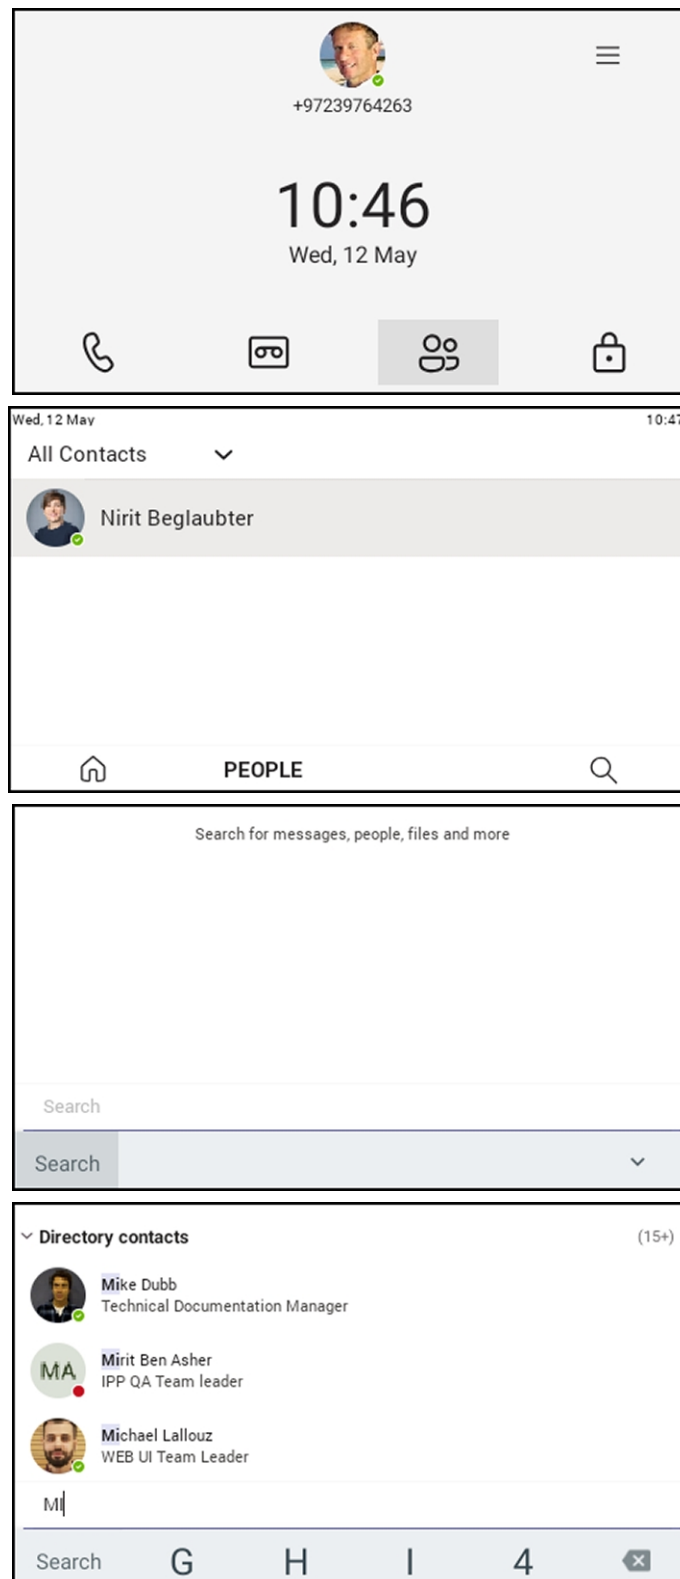 +97239764263
10:46
Wed, 12 May
Wed, 12 May 10:47
All Contacts
Nirit Beglaubter
PEOPLE
Search for messages, people, files and more
Search
Search
Directory contacts (15+)
Mike Dubb
Technical Documentation Manager
MA
Mirit Ben Asher
IPP QA Team leader
Michael Lallouz
WEB UI Team Leader
MI
Search G H I 4